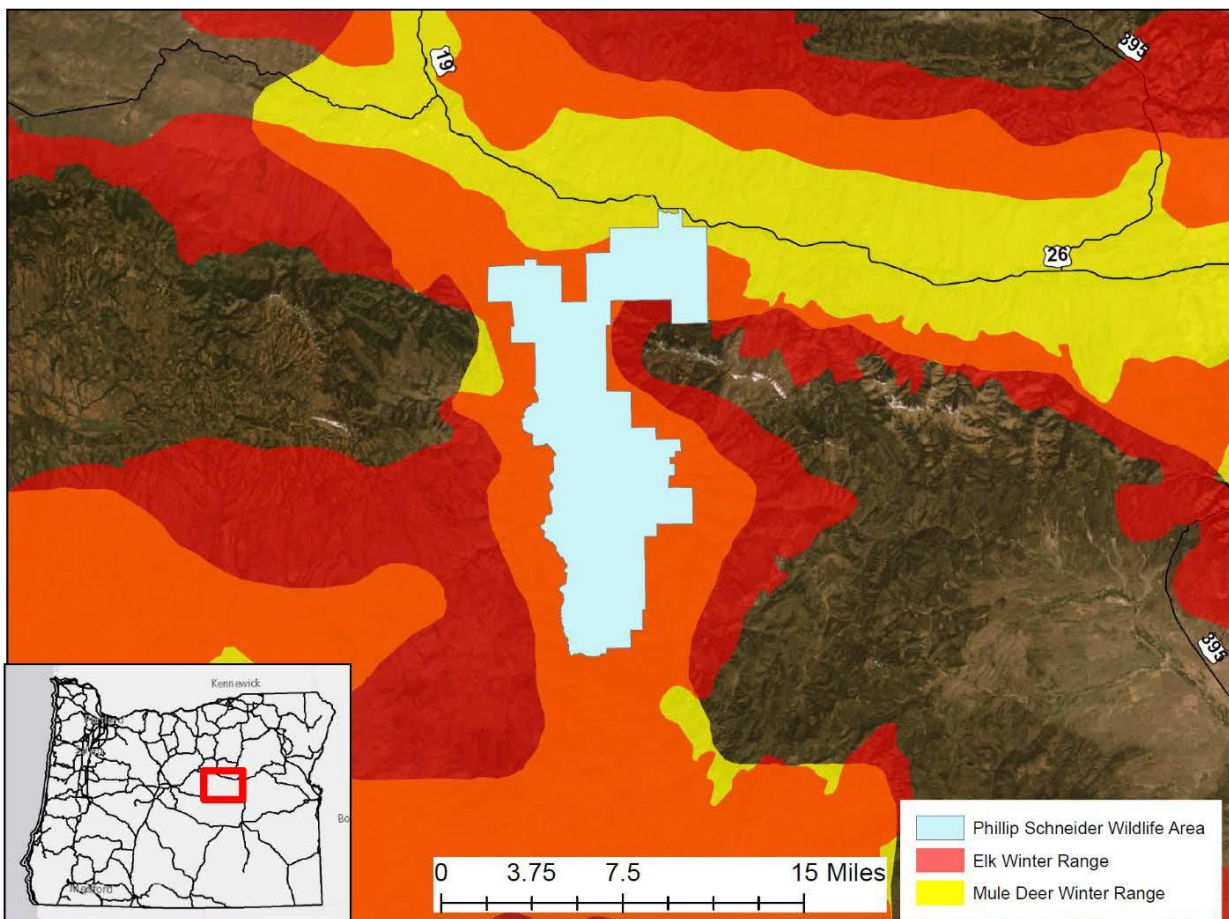 19
395
26
395
Kennewick
Phillip Schneider Wildlife Area
Elk Winter Range
Mule Deer Winter Range
0 3.75 7.5 15 Miles